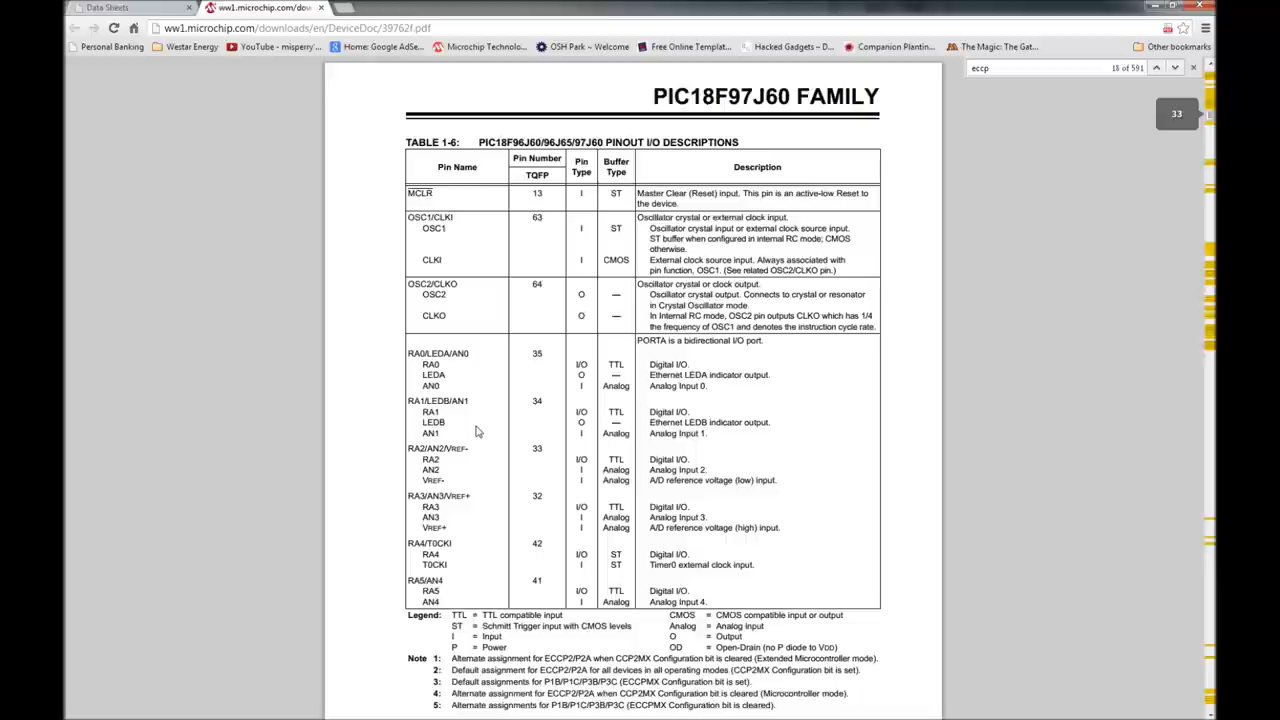 Data Sheets
ww1.microchip.com/dow
ww1.microchip.com/downloads/en/DeviceDoc/39762f.pdf
Personal Banking
Westar Energy
YouTube - misperry...
Home: Google AdSe...
Microchip Technolo...
OSH Park ~ Welcome
Free Online Templat...
Hacked Gadgets – D...
Companion Plantin...
The Magic: The Gat...
Other bookmarks
eccp
18 of 591
33
PIC18F97J60 FAMILY
TABLE 1-6: PIC18F96J60/96J65/97J60 PINOUT I/O DESCRIPTIONS
Pin Name Pin Number Pin Type Buffer Type Description
TQFP
MCLR 13 I ST Master Clear (Reset) input. This pin is an active-low Reset to
the device.
OSC1/CLKI 63 Oscillator crystal or external clock input.
OSC1 I ST Oscillator crystal input or external clock source input.
ST buffer when configured in internal RC mode; CMOS
otherwise.
CLKI I CMOS External clock source input. Always associated with
pin function, OSC1. (See related OSC2/CLKO pin.)
OSC2/CLKO 64 Oscillator crystal or clock output.
OSC2 O — Oscillator crystal output. Connects to crystal or resonator
in Crystal Oscillator mode.
CLKO O — In Internal RC mode, OSC2 pin outputs CLKO which has 1/4
the frequency of OSC1 and denotes the instruction cycle rate.
PORTA is a bidirectional I/O port.
RA0/LEDA/AN0 35
RA0 I/O TTL Digital I/O.
LEDA O — Ethernet LEDA indicator output.
AN0 I Analog Analog Input 0.
RA1/LEDB/AN1 34
RA1 I/O TTL Digital I/O.
LEDB O — Ethernet LEDB indicator output.
AN1 I Analog Analog Input 1.
RA2/AN2/VREF- 33
RA2 I/O TTL Digital I/O.
AN2 I Analog Analog Input 2.
VREF- I Analog A/D reference voltage (low) input.
RA3/AN3/VREF+ 32
RA3 I/O TTL Digital I/O.
AN3 I Analog Analog Input 3.
VREF+ I Analog A/D reference voltage (high) input.
RA4/T0CKI 42
RA4 I/O ST Digital I/O.
T0CKI I ST Timer0 external clock input.
RA5/AN4 41
RA5 I/O TTL Digital I/O.
AN4 I Analog Analog Input 4.
Legend: TTL = TTL compatible input CMOS = CMOS compatible input or output
ST = Schmitt Trigger input with CMOS levels Analog = Analog input
I = Input O = Output
P = Power OD = Open-Drain (no P diode to VDD)
Note 1: Alternate assignment for ECCP2/P2A when CCP2MX Configuration bit is cleared (Extended Microcontroller mode).
2: Default assignment for ECCP2/P2A for all devices in all operating modes (CCP2MX Configuration bit is set).
3: Default assignments for P1B/P1C/P3B/P3C (ECCPMX Configuration bit is set).
4: Alternate assignment for ECCP2/P2A when CCP2MX Configuration bit is cleared (Microcontroller mode).
5: Alternate assignments for P1B/P1C/P3B/P3C (ECCPMX Configuration bit is cleared).